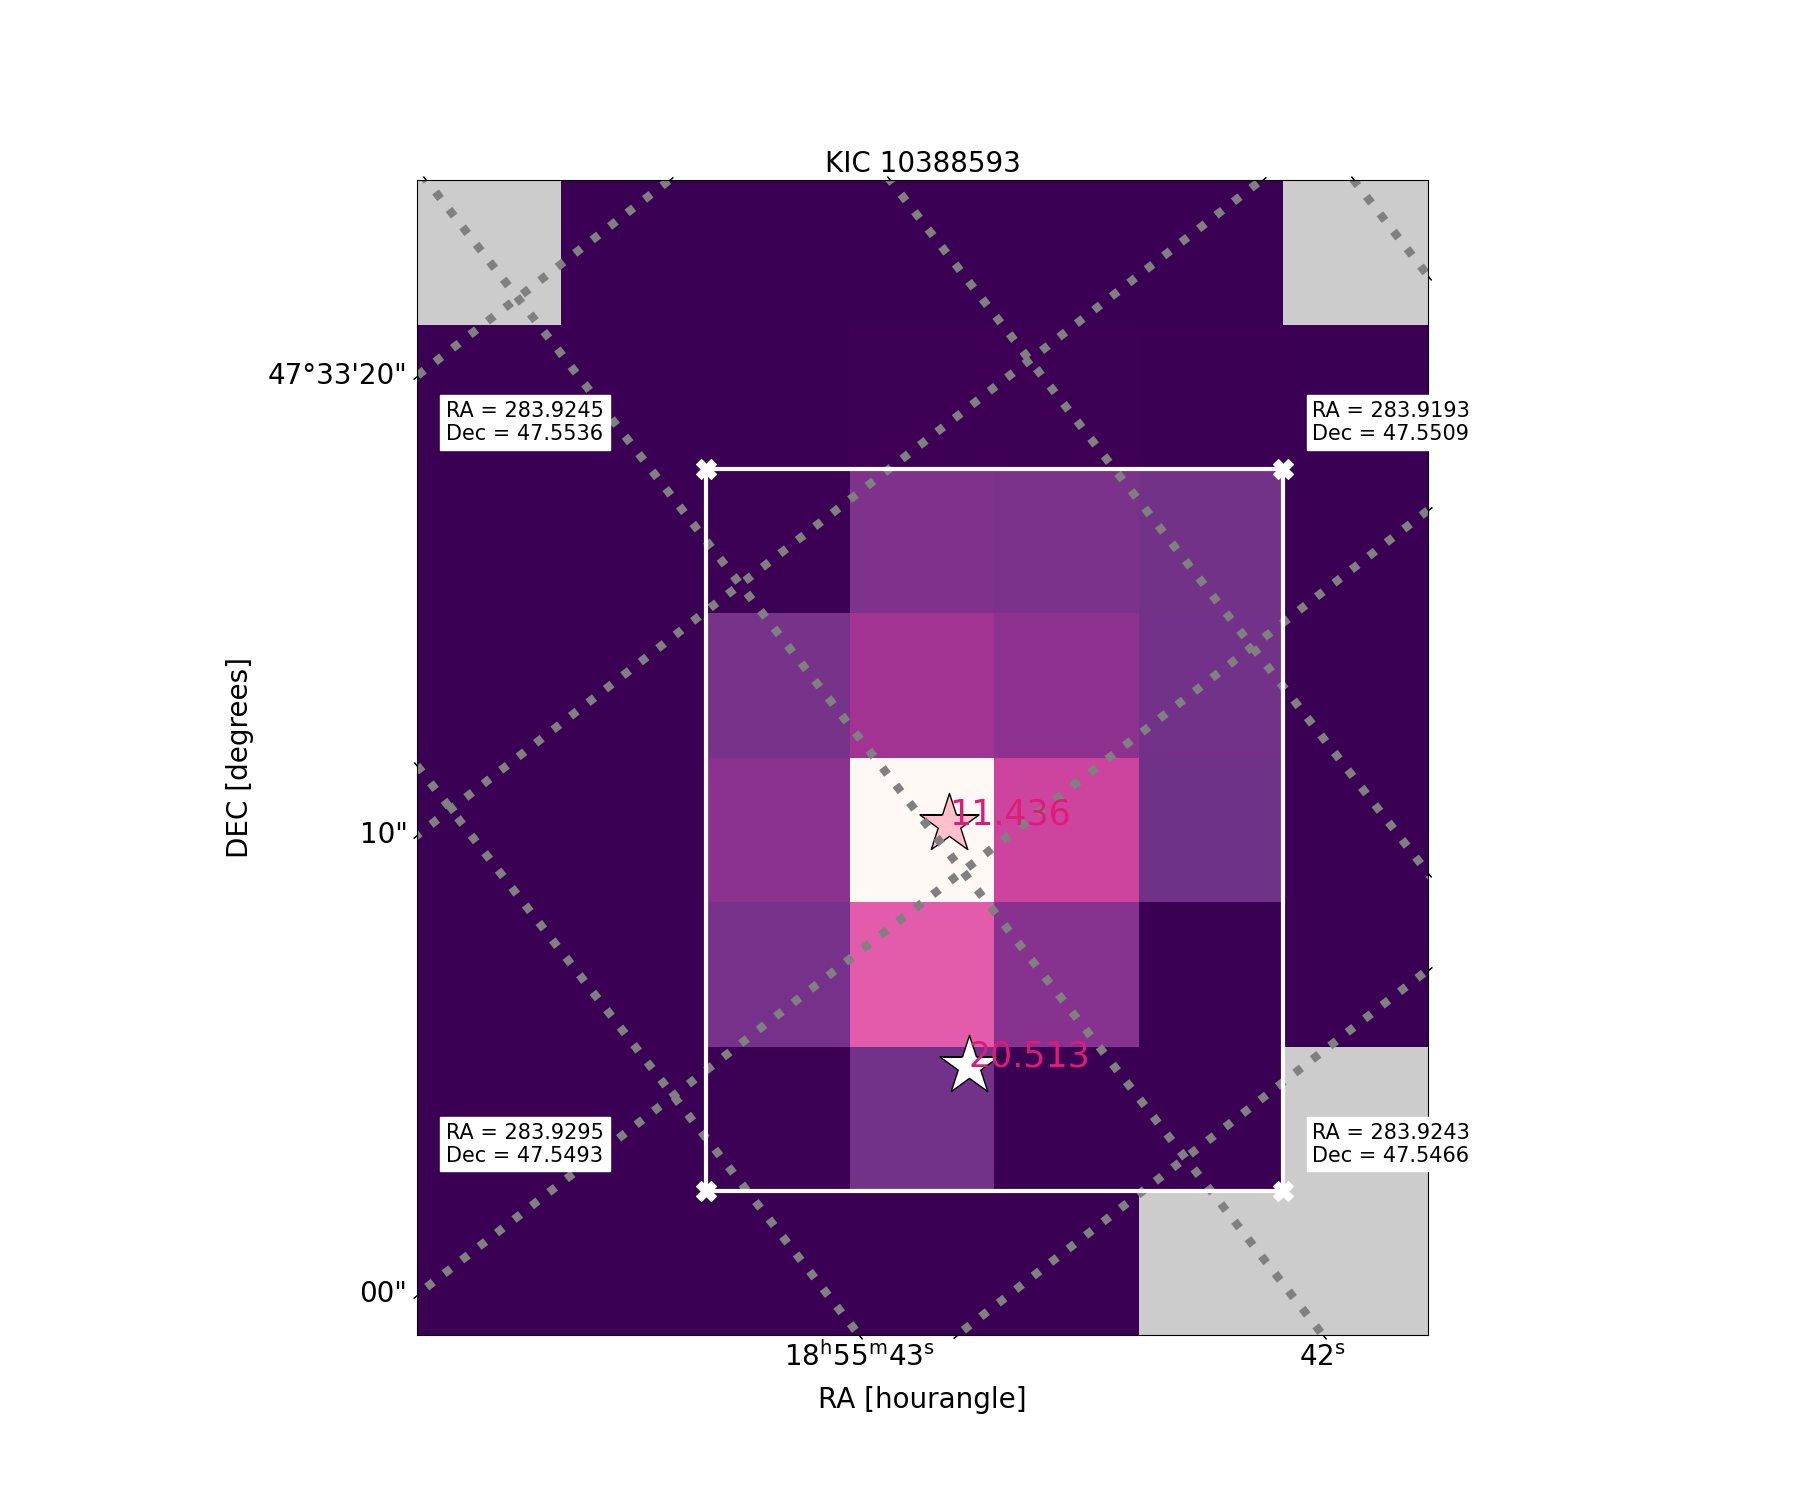 KIC 10388593
47°33'20"
RA = 283.9245
Dec = 47.5536
RA = 283.9193
Dec = 47.5509
DEC [degrees]
11.436
10"
20.513
RA = 283.9295
Dec = 47.5493
RA = 283.9243
Dec = 47.5466
00"
18ʰ55ᵐ43ˢ
42ˢ
RA [hourangle]